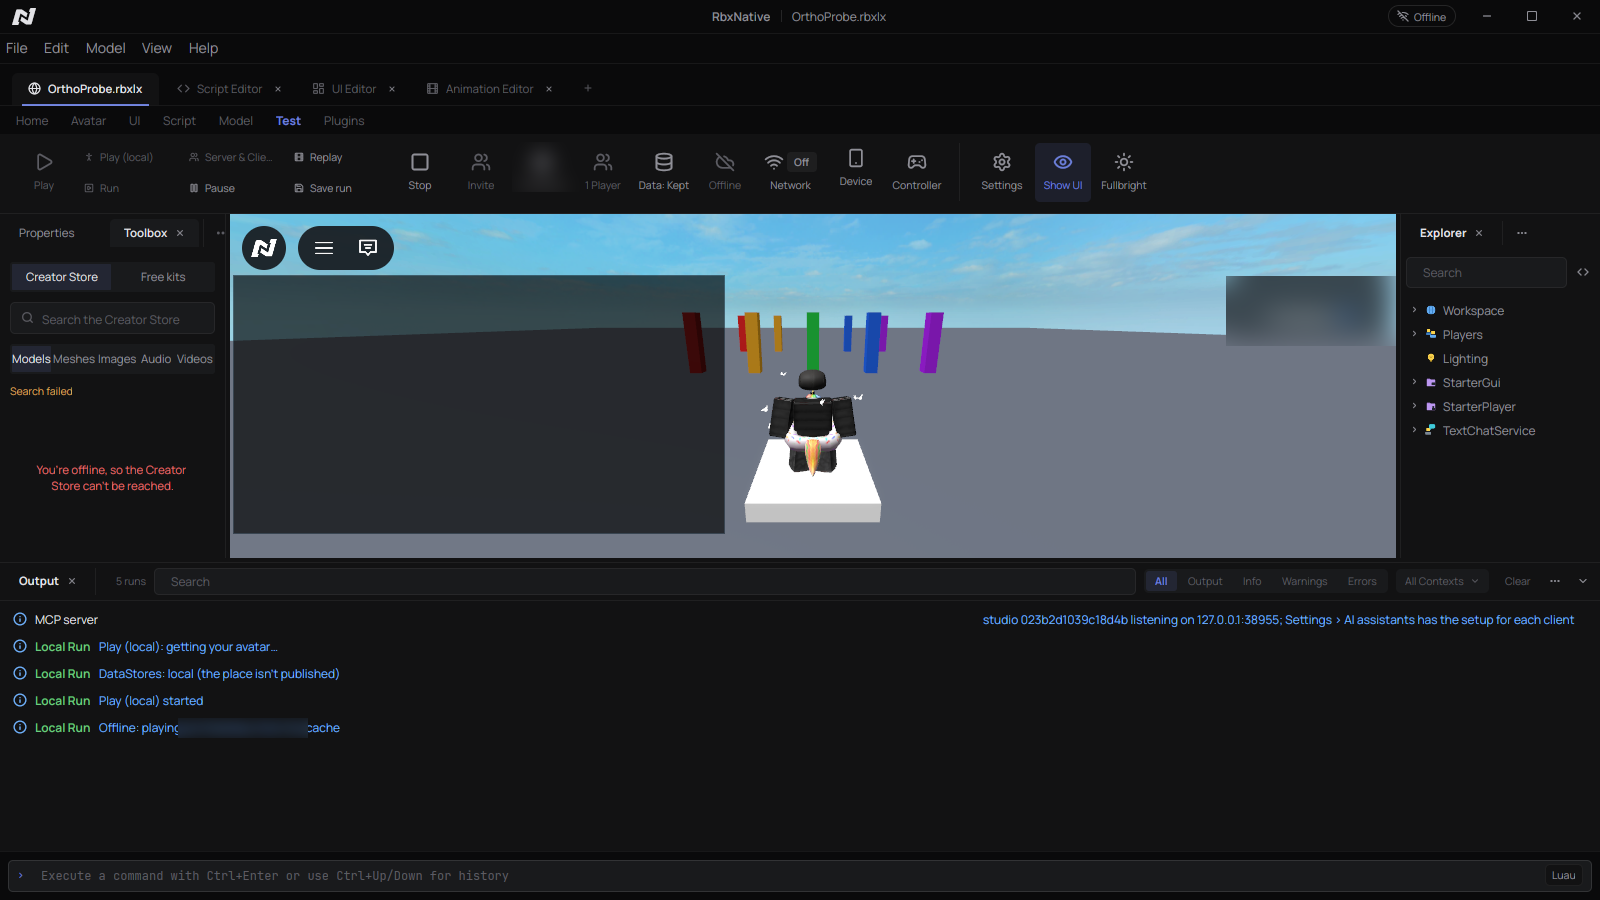 RbxNative
OrthoProbe.rbxlx
Offline
File Edit Model View Help
OrthoProbe.rbxlx Script Editor × UI Editor × Animation Editor × +
Home Avatar UI Script Model Test Plugins
Play
Play (local)
Run
Server & Clie...
Pause
Replay
Save run
Stop
Invite
1 Player
Data: Kept
Offline
Off
Network
Device
Controller
Settings
Show UI
Fullbright
Properties Toolbox ×
Creator Store Free kits
Search the Creator Store
Models Meshes Images Audio Videos
Search failed
You're offline, so the Creator
Store can't be reached.
Explorer ×
Search
Workspace
Players
Lighting
StarterGui
StarterPlayer
TextChatService
Output × 5 runs Search All Output Info Warnings Errors All Contexts Clear
MCP server studio 023b2d1039c18d4b listening on 127.0.0.1:38955; Settings > AI assistants has the setup for each client
Local Run Play (local): getting your avatar...
Local Run DataStores: local (the place isn't published)
Local Run Play (local) started
Local Run Offline: playing cache
> Execute a command with Ctrl+Enter or use Ctrl+Up/Down for history Luau